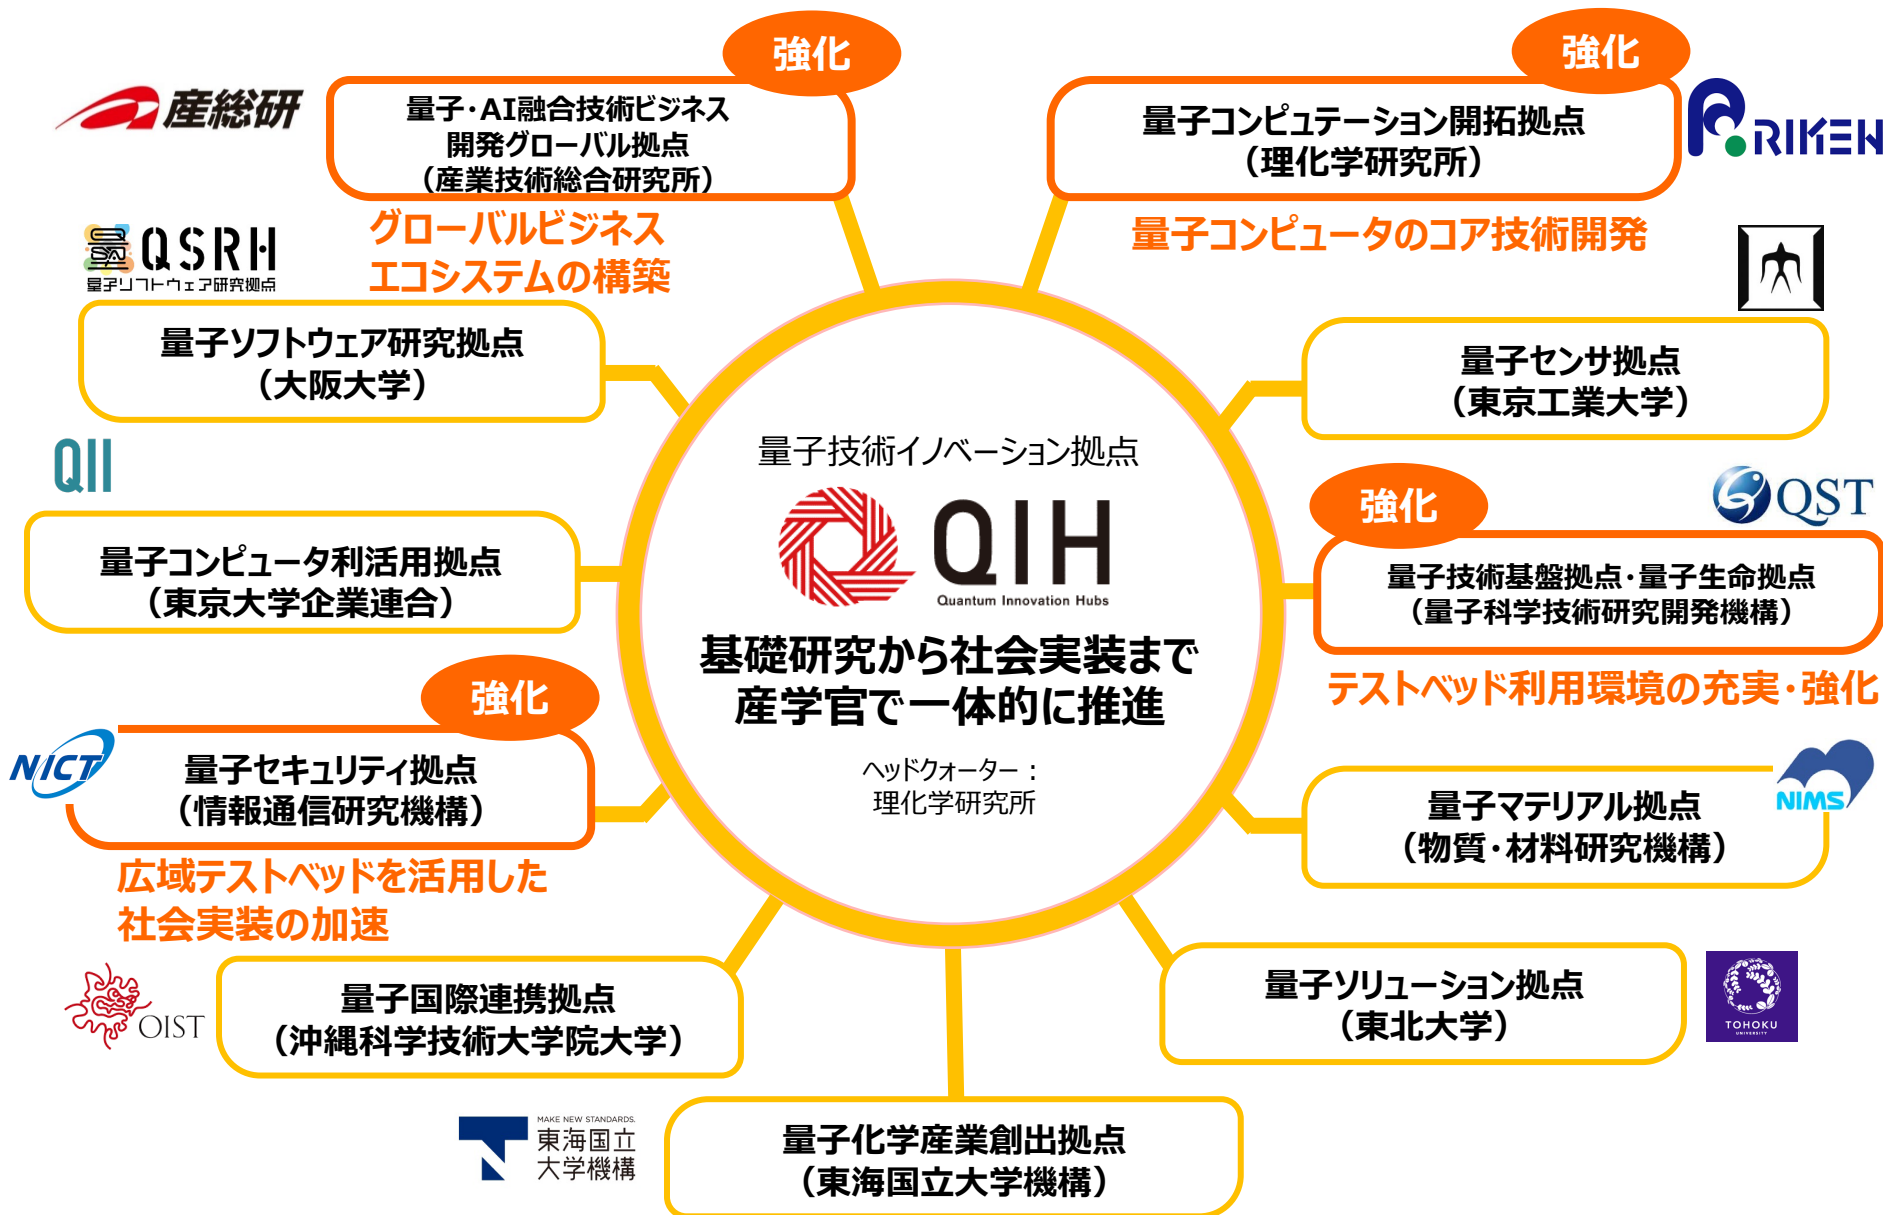 強化
産総研
量子・AI融合技術ビジネス
開発グローバル拠点
（産業技術総合研究所）
グローバルビジネス
エコシステムの構築
強化
量子コンピュテーション開拓拠点
（理化学研究所）
RIKEN
量子コンピュータのコア技術開発
QSRH
量子ソフトウェア研究拠点
量子ソフトウェア研究拠点
（大阪大学）
量子センサ拠点
（東京工業大学）
QII
量子コンピュータ利活用拠点
（東京大学企業連合）
量子技術イノベーション拠点
QIH
Quantum Innovation Hubs
基礎研究から社会実装まで
産学官で一体的に推進
ヘッドクォーター：
理化学研究所
強化
QST
量子技術基盤拠点・量子生命拠点
（量子科学技術研究開発機構）
テストベッド利用環境の充実・強化
強化
NICT
量子セキュリティ拠点
（情報通信研究機構）
広域テストベッドを活用した
社会実装の加速
NIMS
量子マテリアル拠点
（物質・材料研究機構）
OIST
量子国際連携拠点
（沖縄科学技術大学院大学）
量子ソリューション拠点
（東北大学）
TOHOKU
UNIVERSITY
MAKE NEW STANDARDS.
東海国立
大学機構
量子化学産業創出拠点
（東海国立大学機構）